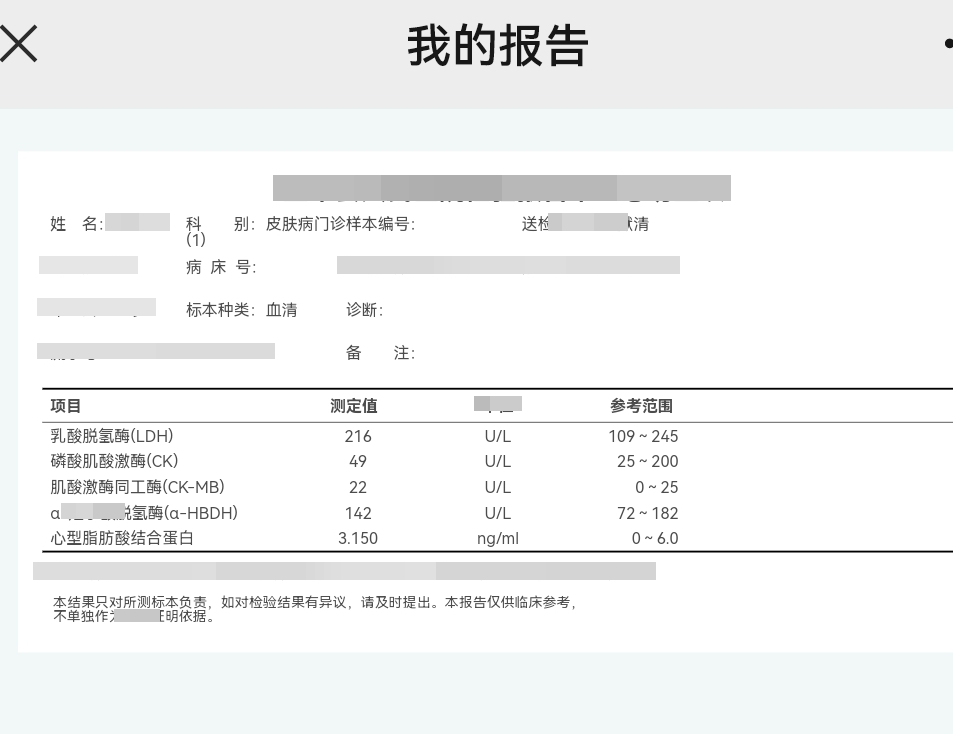 我的报告
姓 名: 科 别: 皮肤病门诊样本编号: 送检 清
(1)
病 床 号:
标本种类: 血清 诊断:
备 注:
项目 测定值 参考范围
乳酸脱氢酶(LDH) 216 U/L 109 ~ 245
磷酸肌酸激酶(CK) 49 U/L 25 ~ 200
肌酸激酶同工酶(CK-MB) 22 U/L 0 ~ 25
α 脱氢酶(α-HBDH) 142 U/L 72 ~ 182
心型脂肪酸结合蛋白 3.150 ng/ml 0 ~ 6.0
本结果只对所测标本负责, 如对检验结果有异议, 请及时提出。本报告仅供临床参考,
不单独作 证明依据。